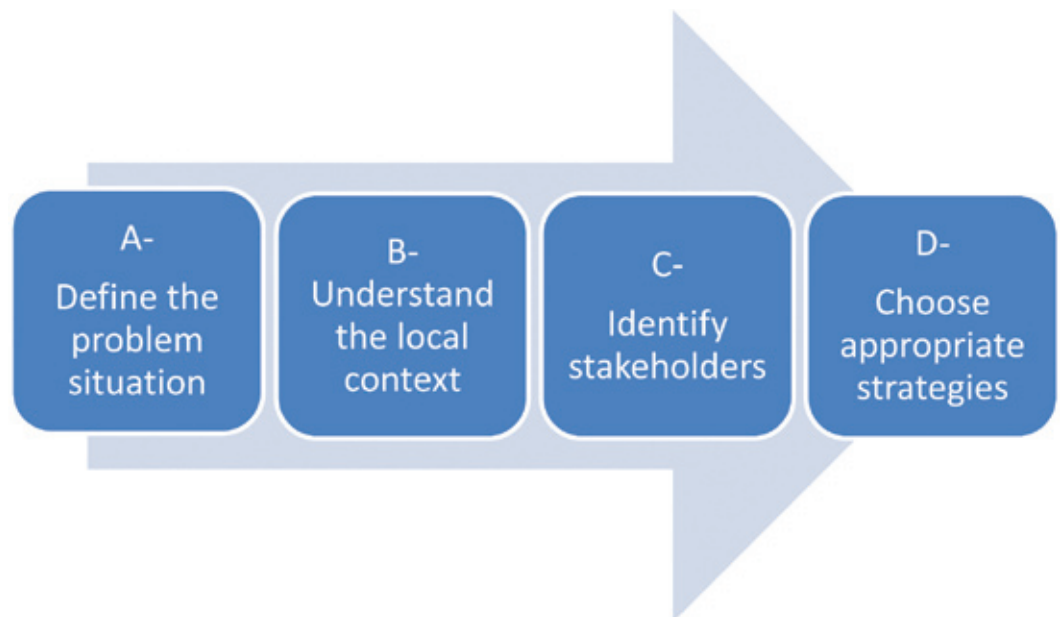 A-
Define the
problem
situation
B-
Understand
the local
context
C-
Identify
stakeholders
D-
Choose
appropriate
strategies